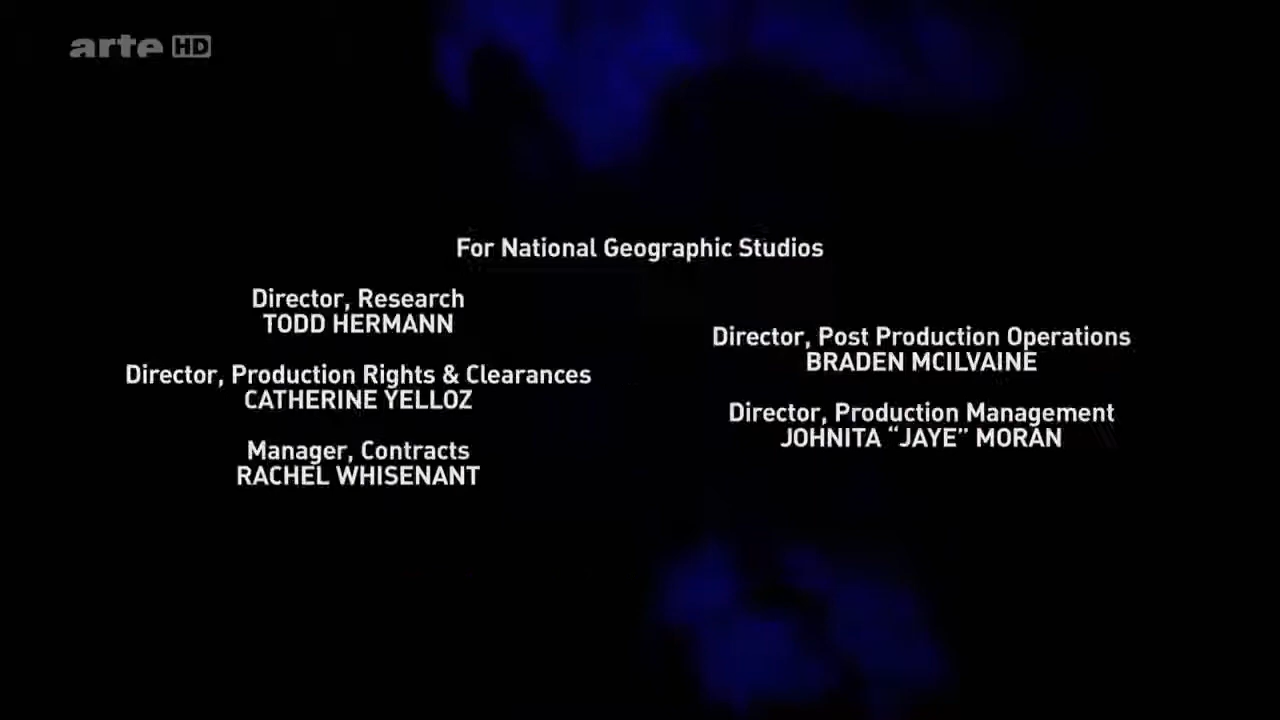 arte HD
For National Geographic Studios
Director, Research
TODD HERMANN
Director, Production Rights & Clearances
CATHERINE YELLOZ
Manager, Contracts
RACHEL WHISENANT
Director, Post Production Operations
BRADEN MCILVAINE
Director, Production Management
JOHNITA “JAYE” MORAN